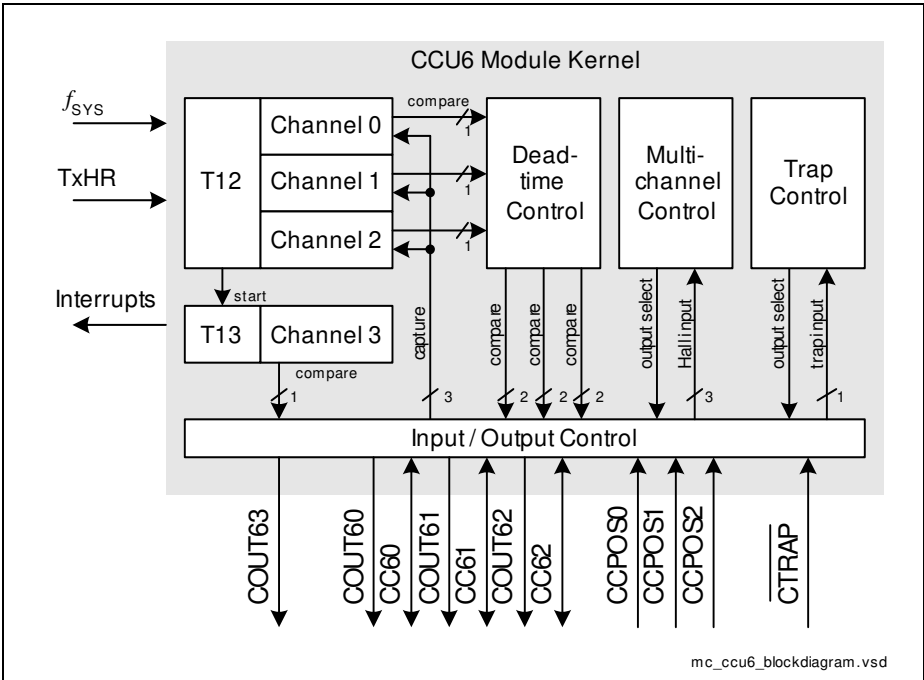 CCU6 Module Kernel
fSYS
TxHR
Interrupts
T12
Channel 0
Channel 1
Channel 2
compare
1
1
1
Dead-
time
Control
Multi-
channel
Control
Trap
Control
start
T13
Channel 3
compare
1
capture
3
compare
2
compare
2
compare
2
output select
Hall input
3
output select
trap input
1
Input / Output Control
COUT63
COUT60
CC60
COUT61
CC61
COUT62
CC62
CCPOS0
CCPOS1
CCPOS2
CTRAP
mc_ccu6_blockdiagram.vsd